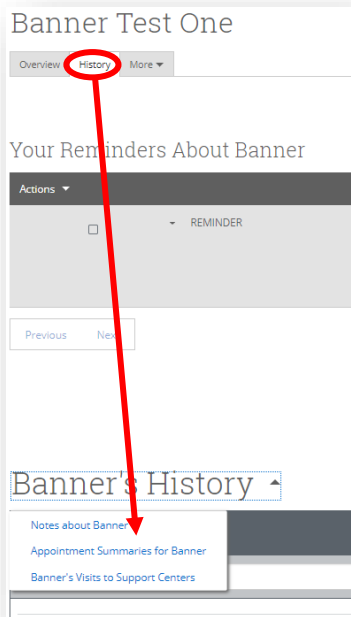 Banner Test One
Overview History More
Your Reminders About Banner
Actions
REMINDER
Previous Next
Banner's History
Notes about Banner
Appointment Summaries for Banner
Banner's Visits to Support Centers